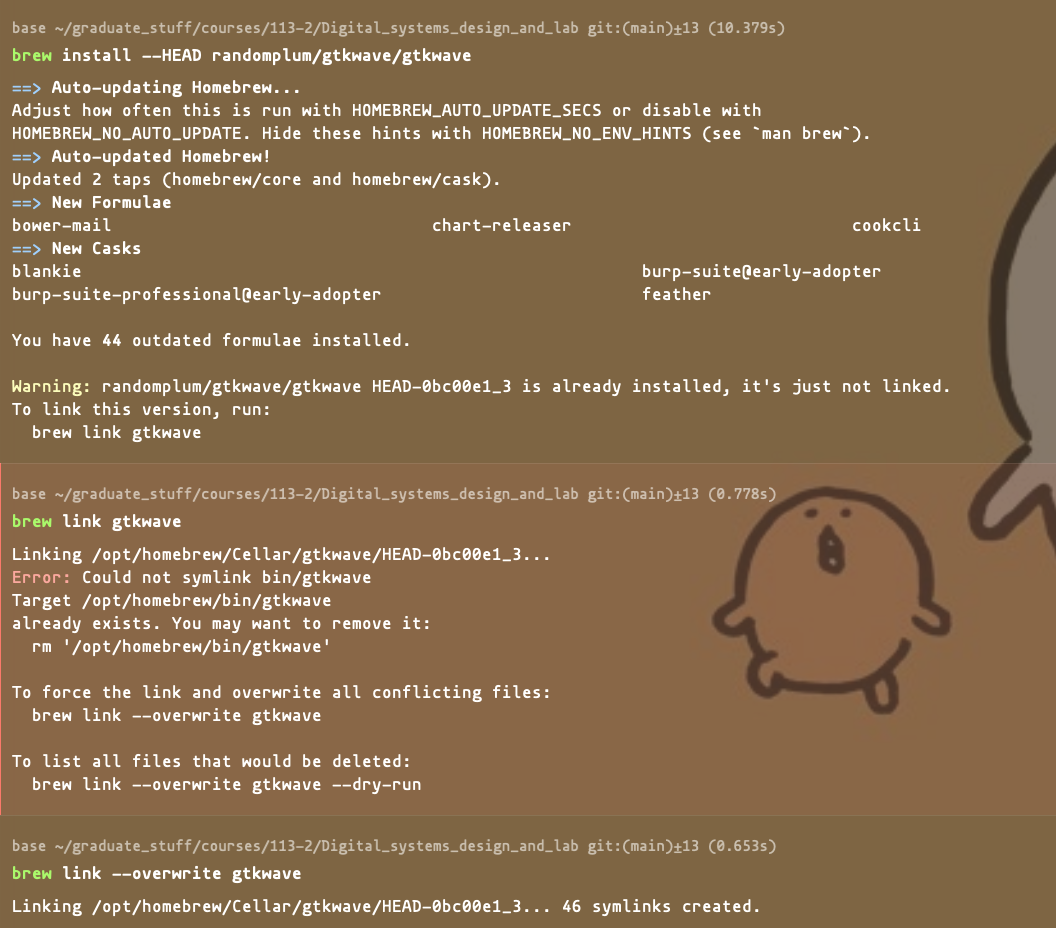 base ~/graduate_stuff/courses/113-2/Digital_systems_design_and_lab git:(main)±13 (10.379s)
brew install --HEAD randomplum/gtkwave/gtkwave
==> Auto-updating Homebrew...
Adjust how often this is run with HOMEBREW_AUTO_UPDATE_SECS or disable with
HOMEBREW_NO_AUTO_UPDATE. Hide these hints with HOMEBREW_NO_ENV_HINTS (see `man brew`).
==> Auto-updated Homebrew!
Updated 2 taps (homebrew/core and homebrew/cask).
==> New Formulae
bower-mail chart-releaser cookcli
==> New Casks
blankie burp-suite@early-adopter
burp-suite-professional@early-adopter feather
You have 44 outdated formulae installed.
Warning: randomplum/gtkwave/gtkwave HEAD-0bc00e1_3 is already installed, it's just not linked.
To link this version, run:
brew link gtkwave
base ~/graduate_stuff/courses/113-2/Digital_systems_design_and_lab git:(main)±13 (0.778s)
brew link gtkwave
Linking /opt/homebrew/Cellar/gtkwave/HEAD-0bc00e1_3...
Error: Could not symlink bin/gtkwave
Target /opt/homebrew/bin/gtkwave
already exists. You may want to remove it:
rm '/opt/homebrew/bin/gtkwave'
To force the link and overwrite all conflicting files:
brew link --overwrite gtkwave
To list all files that would be deleted:
brew link --overwrite gtkwave --dry-run
base ~/graduate_stuff/courses/113-2/Digital_systems_design_and_lab git:(main)±13 (0.653s)
brew link --overwrite gtkwave
Linking /opt/homebrew/Cellar/gtkwave/HEAD-0bc00e1_3... 46 symlinks created.